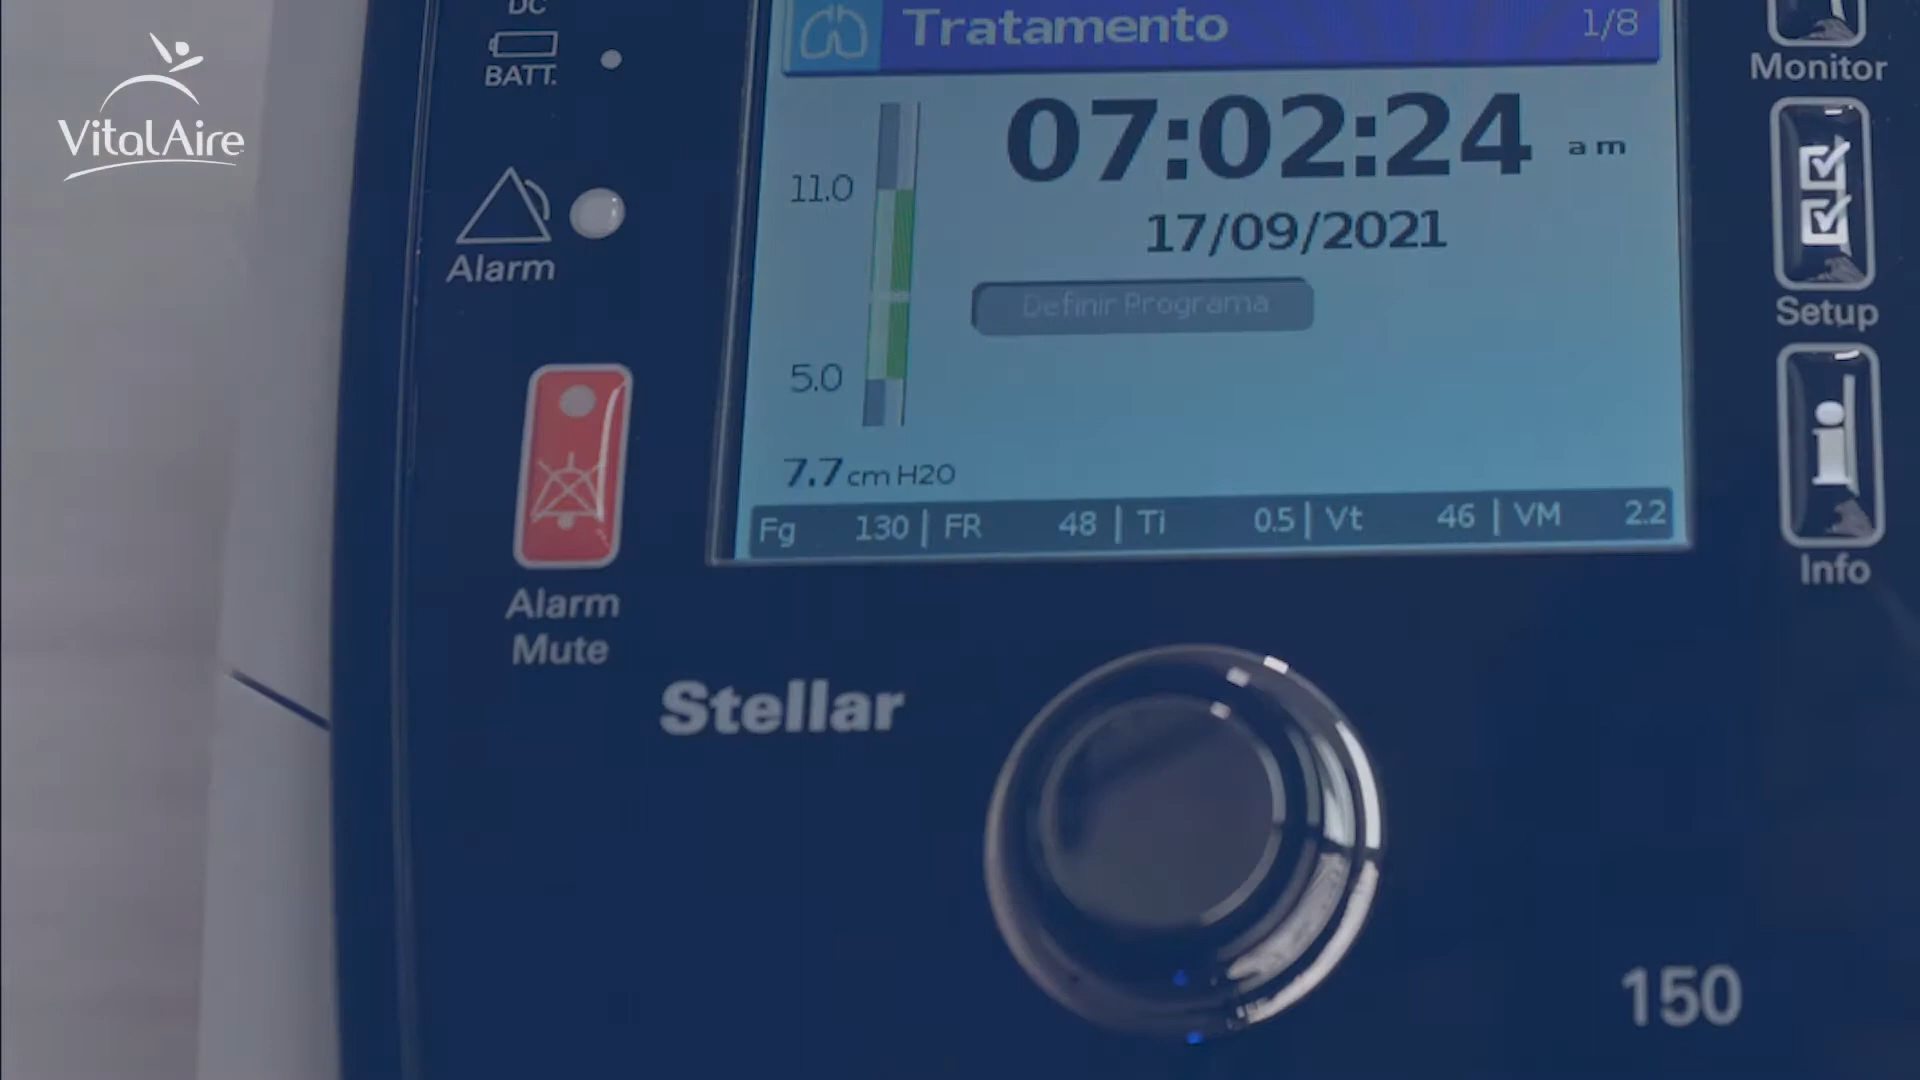 DC
BATT.
VitalAire
Alarm
Alarm
Mute
Tratamento 1/8
07:02:24 am
17/09/2021
11.0
Definir Programa
5.0
7.7 cm H2O
Fg 130 | FR 48 | Ti 0.5 | Vt 46 | VM 2.2
Monitor
Setup
Info
Stellar
150